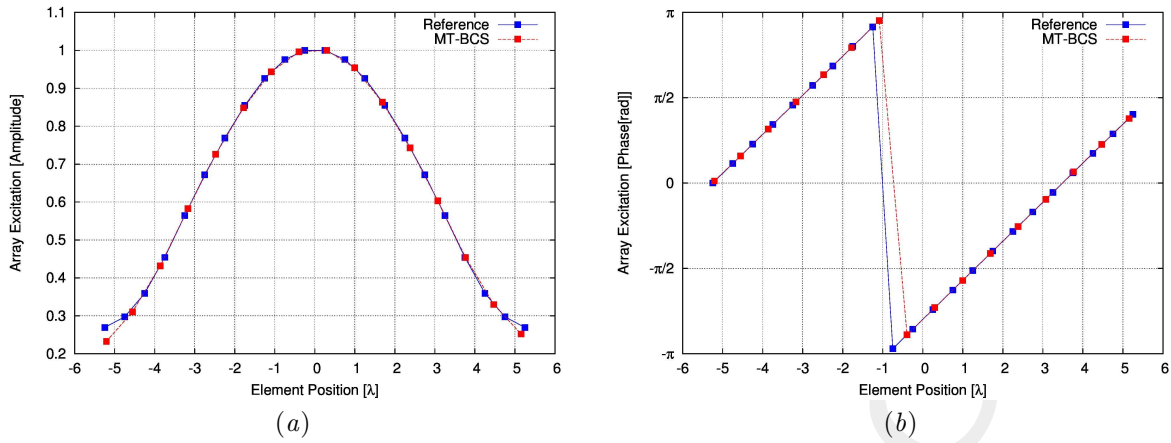 1.1
1
0.9
0.8
0.7
0.6
0.5
0.4
0.3
0.2
Array Excitation [Amplitude]
Reference
MT-BCS
-6 -5 -4 -3 -2 -1 0 1 2 3 4 5 6
Element Position [λ]
(a)
π
π/2
0
-π/2
-π
Array Excitation [Phase[rad]]
Reference
MT-BCS
-6 -5 -4 -3 -2 -1 0 1 2 3 4 5 6
Element Position [λ]
(b)